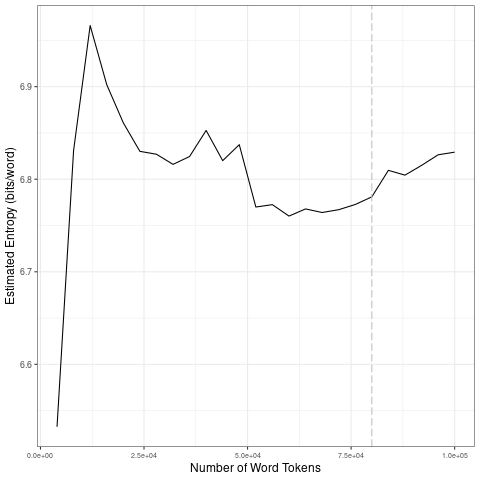 Estimated Entropy (bits/word)
6.9
6.8
6.7
6.6
0.0e+00 2.5e+04 5.0e+04 7.5e+04 1.0e+05
Number of Word Tokens